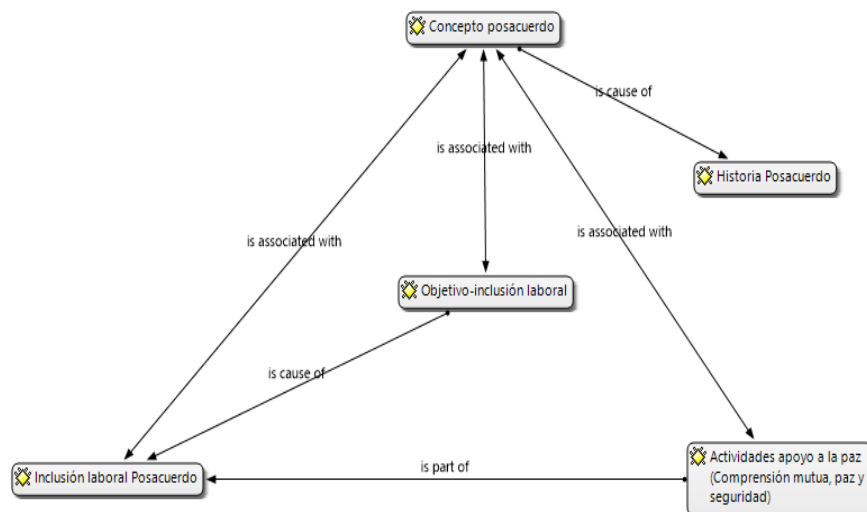 Concepto posacuerdo
is cause of
is associated with
Historia Posacuerdo
is associated with
is associated with
Objetivo-inclusión laboral
is cause of
Actividades apoyo a la paz
(Comprensión mutua, paz y
seguridad)
is part of
Inclusión laboral Posacuerdo